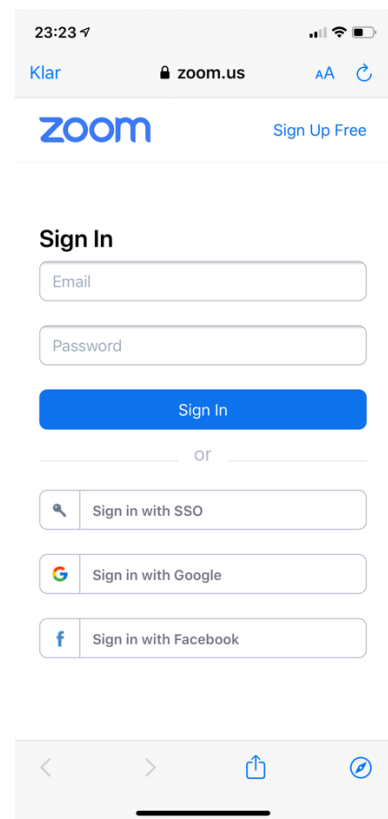 23:23
Klar zoom.us AA
zoom Sign Up Free
Sign In
Email
Password
Sign In
or
Sign in with SSO
G Sign in with Google
f Sign in with Facebook